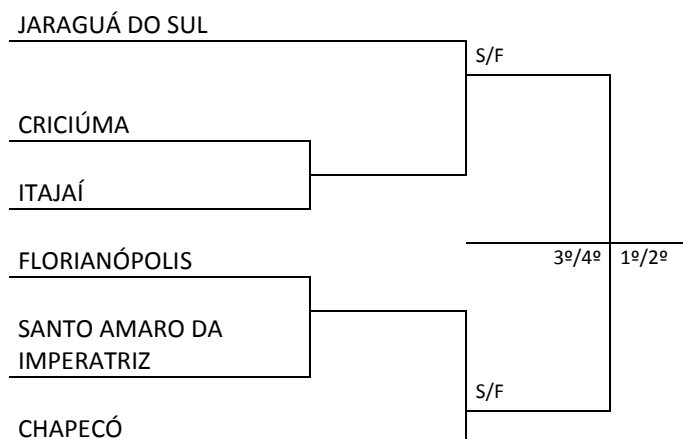 JARAGUÁ DO SUL
S/F
CRICIÚMA
ITAJAÍ
FLORIANÓPOLIS
3º/4º 1º/2º
SANTO AMARO DA
IMPERATRIZ
S/F
CHAPECÓ